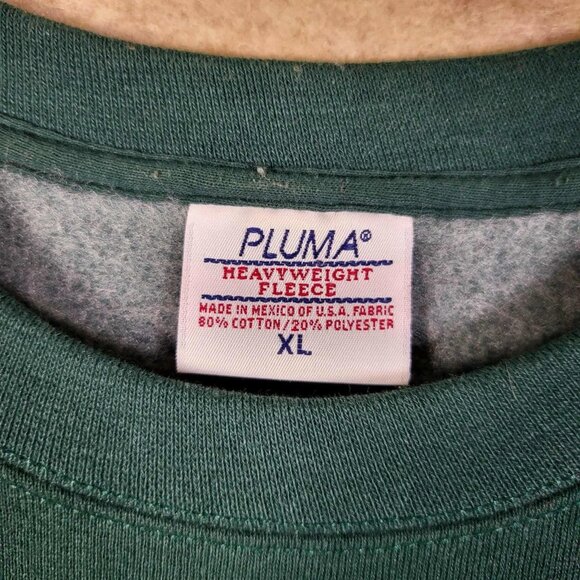 PLUMA®
HEAVYWEIGHT
FLEECE
MADE IN MEXICO OF U.S.A. FABRIC
80% COTTON/20% POLYESTER
XL